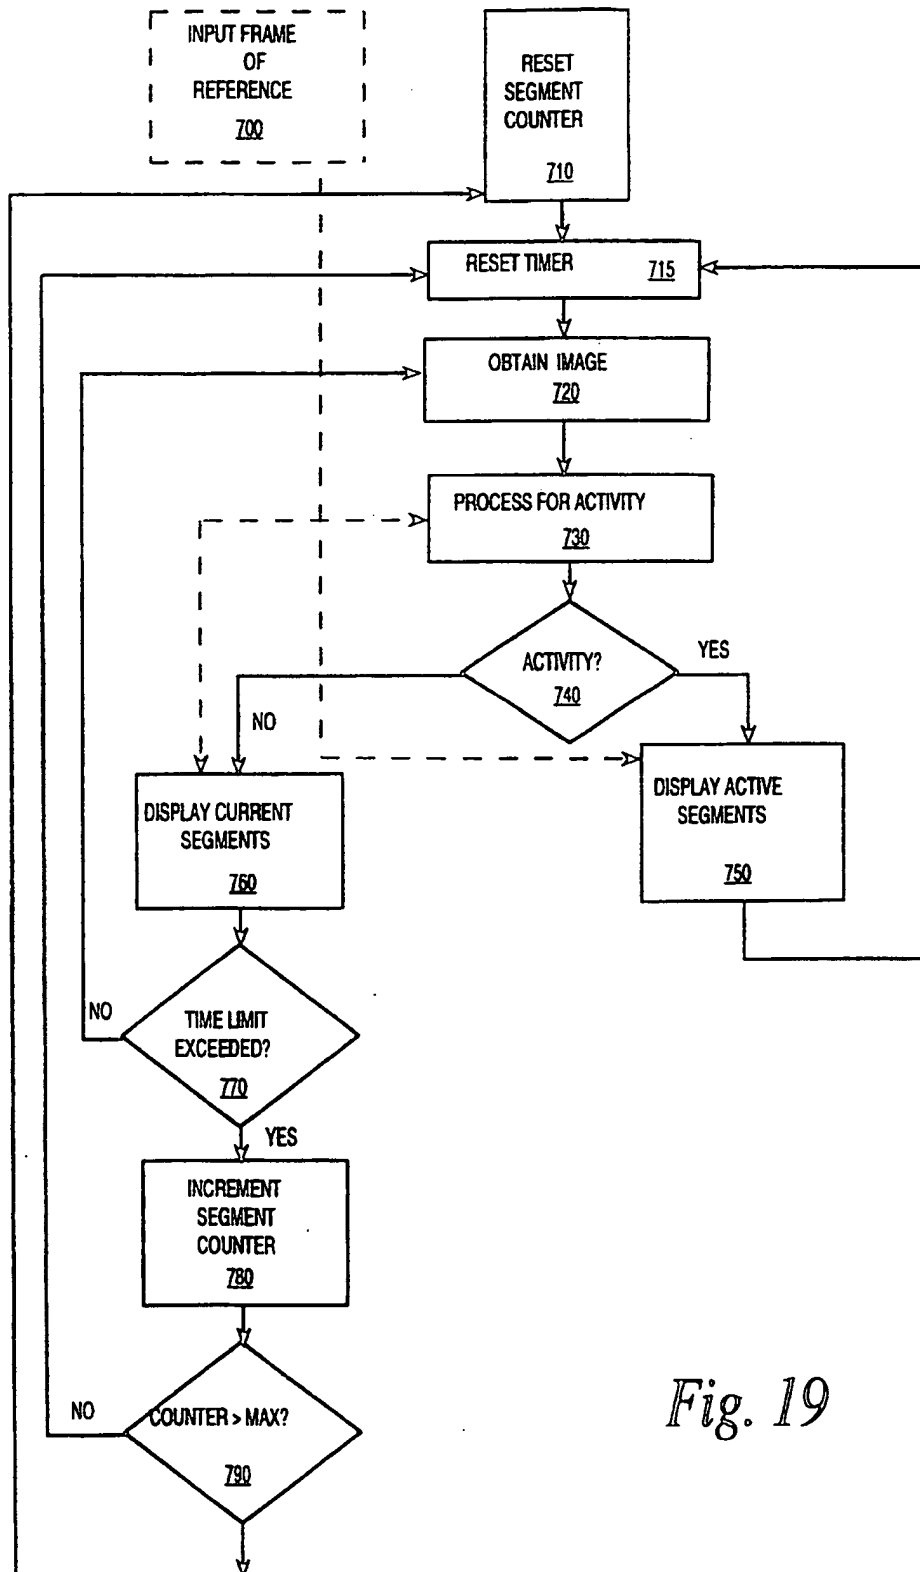 INPUT FRAME
OF
REFERENCE
700
RESET
SEGMENT
COUNTER
710
RESET TIMER 715
OBTAIN IMAGE
720
PROCESS FOR ACTIVITY
730
ACTIVITY?
740
YES
NO
DISPLAY CURRENT
SEGMENTS
760
DISPLAY ACTIVE
SEGMENTS
750
NO
TIME LIMIT
EXCEEDED?
770
YES
INCREMENT
SEGMENT
COUNTER
780
NO
COUNTER > MAX?
790
Fig. 19